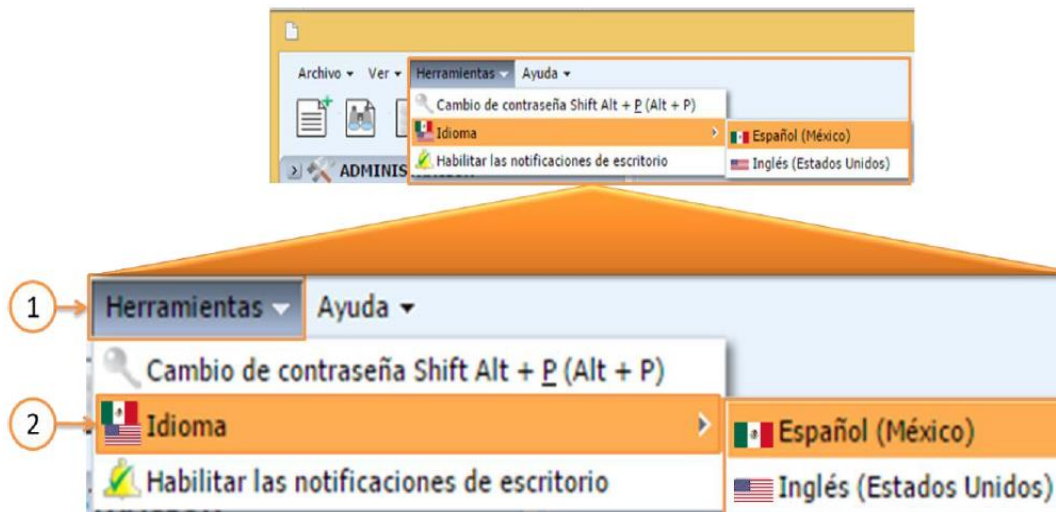 Archivo Ver Herramientas Ayuda
Cambio de contraseña Shift Alt + P (Alt + P)
Idioma
Español (México)
Habilitar las notificaciones de escritorio
Inglés (Estados Unidos)
ADMINIS
1
Herramientas Ayuda
Cambio de contraseña Shift Alt + P (Alt + P)
2
Idioma
Español (México)
Habilitar las notificaciones de escritorio
Inglés (Estados Unidos)